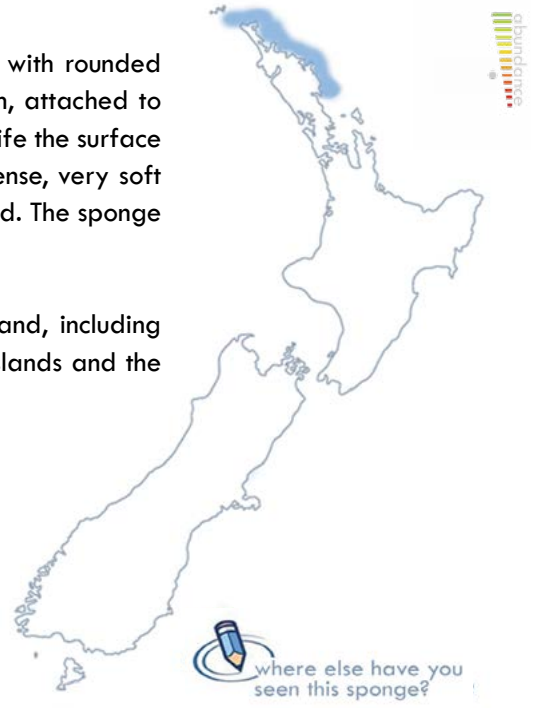 with rounded
n, attached to
ife the surface
ense, very soft
d. The sponge
and, including
lands and the
abundance
where else have you
seen this sponge?